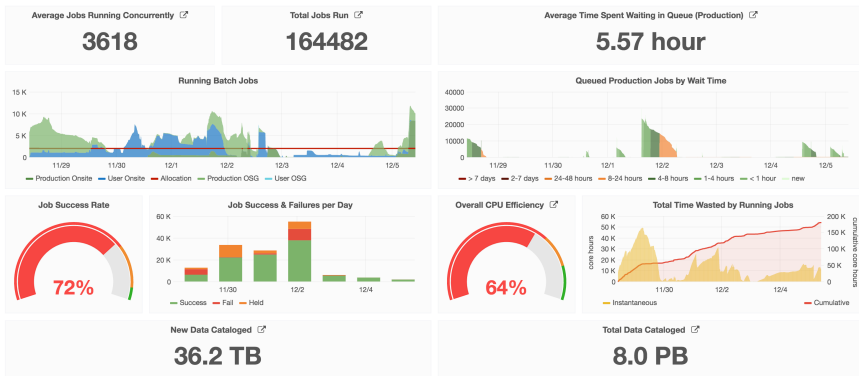 Average Jobs Running Concurrently
3618
Total Jobs Run
164482
Average Time Spent Waiting in Queue (Production)
5.57 hour
Running Batch Jobs
15 K
10 K
5 K
0
11/29 11/30 12/1 12/2 12/3 12/4 12/5
Production Onsite User Onsite Allocation Production OSG User OSG
Queued Production Jobs by Wait Time
40000
30000
20000
10000
0
11/29 11/30 12/1 12/2 12/3 12/4 12/5
> 7 days 2-7 days 24-48 hours 8-24 hours 4-8 hours 1-4 hours < 1 hour new
Job Success Rate
72%
Job Success & Failures per Day
60 K
40 K
20 K
0
11/30 12/2 12/4
Success Fail Held
Overall CPU Efficiency
64%
Total Time Wasted by Running Jobs
core hours
60 K
50 K
40 K
30 K
20 K
10 K
0
200 K
150 K
100 K
50 K
0
cumulative core hours
11/30 12/2 12/4
Instantaneous Cumulative
New Data Cataloged
36.2 TB
Total Data Cataloged
8.0 PB